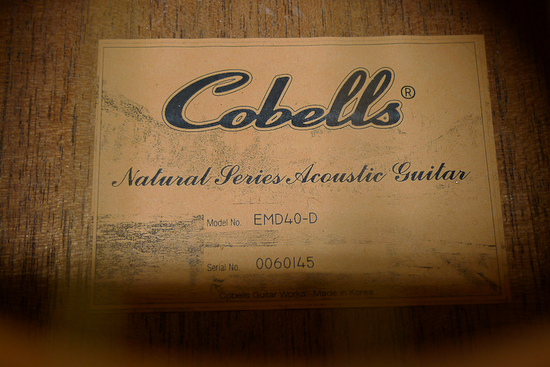 Cobells®
Natural Series Acoustic Guitar
Model No. EMD40-D
Serial No. 0060145
Cobells Guitar Works. Made in Korea